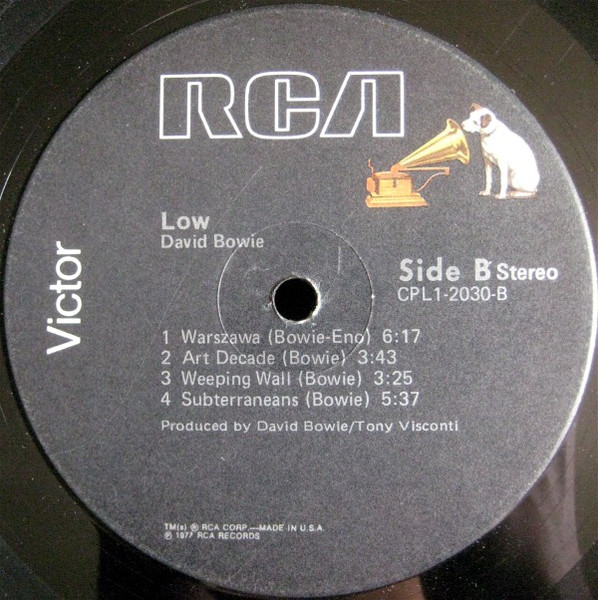 RCA
Victor
Low
David Bowie
Side B Stereo
CPL1-2030-B
1 Warszawa (Bowie-Eno) 6:17
2 Art Decade (Bowie) 3:43
3 Weeping Wall (Bowie) 3:25
4 Subterraneans (Bowie) 5:37
Produced by David Bowie/Tony Visconti
TM(s) ® RCA CORP.—MADE IN U.S.A.
℗ 1977 RCA RECORDS